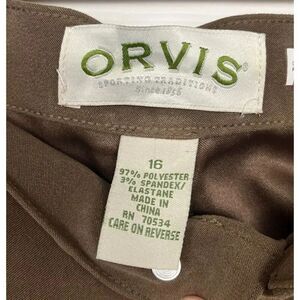 ORVIS®
SPORTING TRADITIONS
Since 1856
16
97% POLYESTER
3% SPANDEX/
ELASTANE
MADE IN
CHINA
RN 70534
CARE ON REVERSE